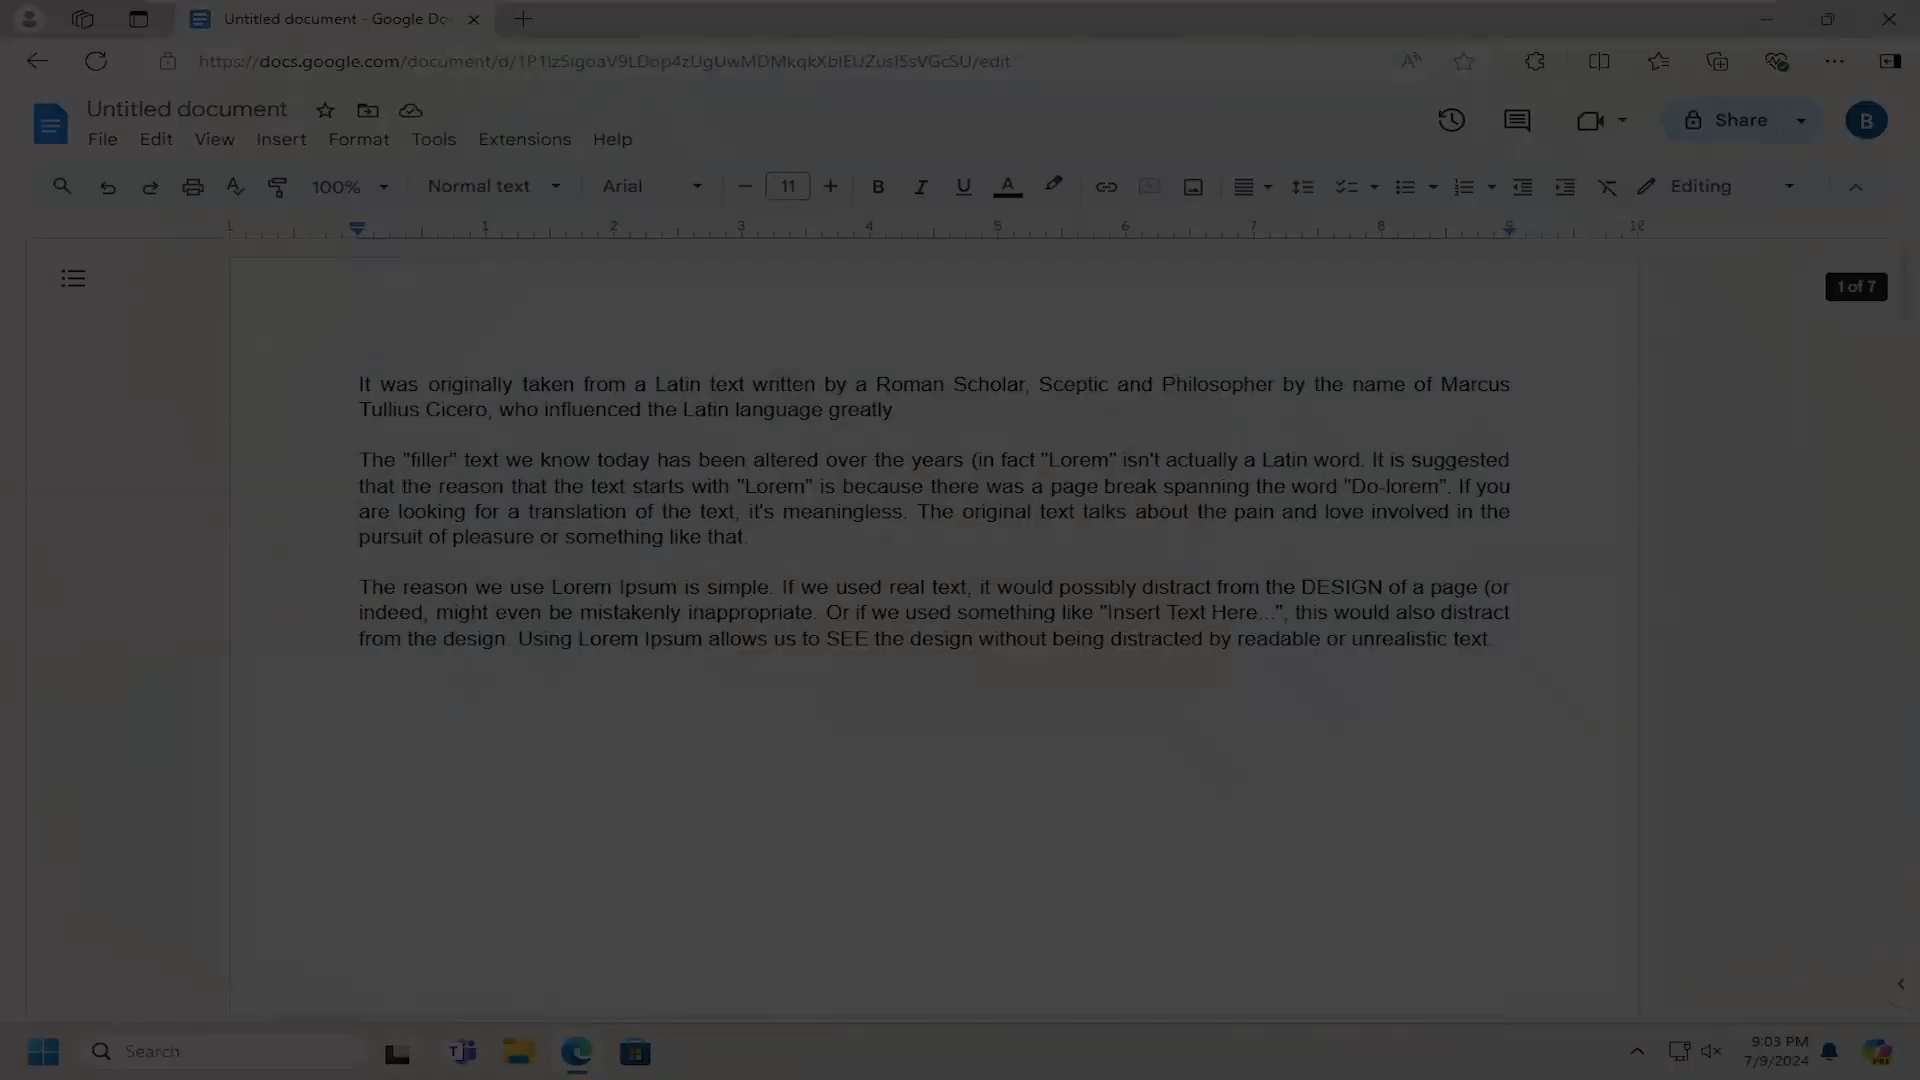 Untitled document - Google Do
https://docs.google.com/document/d/
/edit
Untitled document
File Edit View Insert Format Tools Extensions Help
Share
B
100% Normal text Arial 11 B I U A Editing
1 1 2 3 4 5 6 7 8 9
1 of 7
It was originally taken from a Latin text written by a Roman Scholar, Sceptic and Philosopher by the name of Marcus
Tullius Cicero, who influenced the Latin language greatly.
The "filler" text we know today has been altered over the years (in fact "Lorem" isn't actually a Latin word. It is suggested
that the reason that the text starts with "Lorem" is because there was a page break spanning the word "Do-lorem". If you
are looking for a translation of the text, it's meaningless. The original text talks about the pain and love involved in the
pursuit of pleasure or something like that.
The reason we use Lorem Ipsum is simple. If we used real text, it would possibly distract from the DESIGN of a page (or
indeed, might even be mistakenly inappropriate. Or if we used something like "Insert Text Here...", this would also distract
from the design. Using Lorem Ipsum allows us to SEE the design without being distracted by readable or unrealistic text.
Search
9:03 PM
7/9/2024